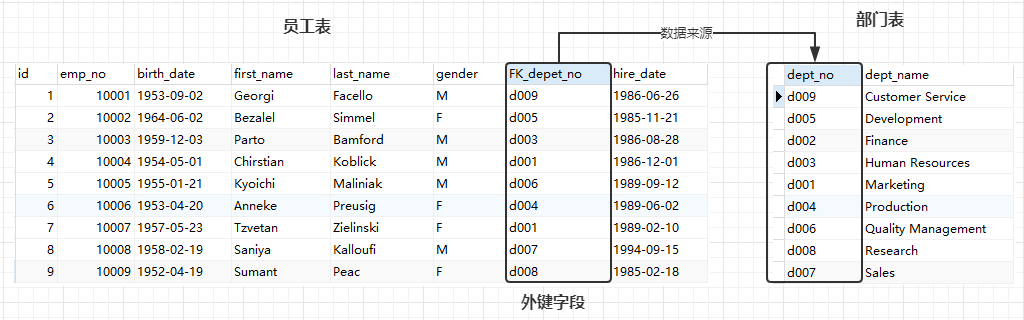 员工表
部门表
数据来源
id emp_no birth_date first_name last_name gender FK_depet_no hire_date
1 10001 1953-09-02 Georgi Facello M d009 1986-06-26
2 10002 1964-06-02 Bezalel Simmel F d005 1985-11-21
3 10003 1959-12-03 Parto Bamford M d003 1986-08-28
4 10004 1954-05-01 Chirstian Koblick M d001 1986-12-01
5 10005 1955-01-21 Kyoichi Maliniak M d006 1989-09-12
6 10006 1953-04-20 Anneke Preusig F d004 1989-06-02
7 10007 1957-05-23 Tzvetan Zielinski F d001 1989-02-10
8 10008 1958-02-19 Saniya Kalloufi M d007 1994-09-15
9 10009 1952-04-19 Sumant Peac F d008 1985-02-18
dept_no dept_name
d009 Customer Service
d005 Development
d002 Finance
d003 Human Resources
d001 Marketing
d004 Production
d006 Quality Management
d008 Research
d007 Sales
外键字段